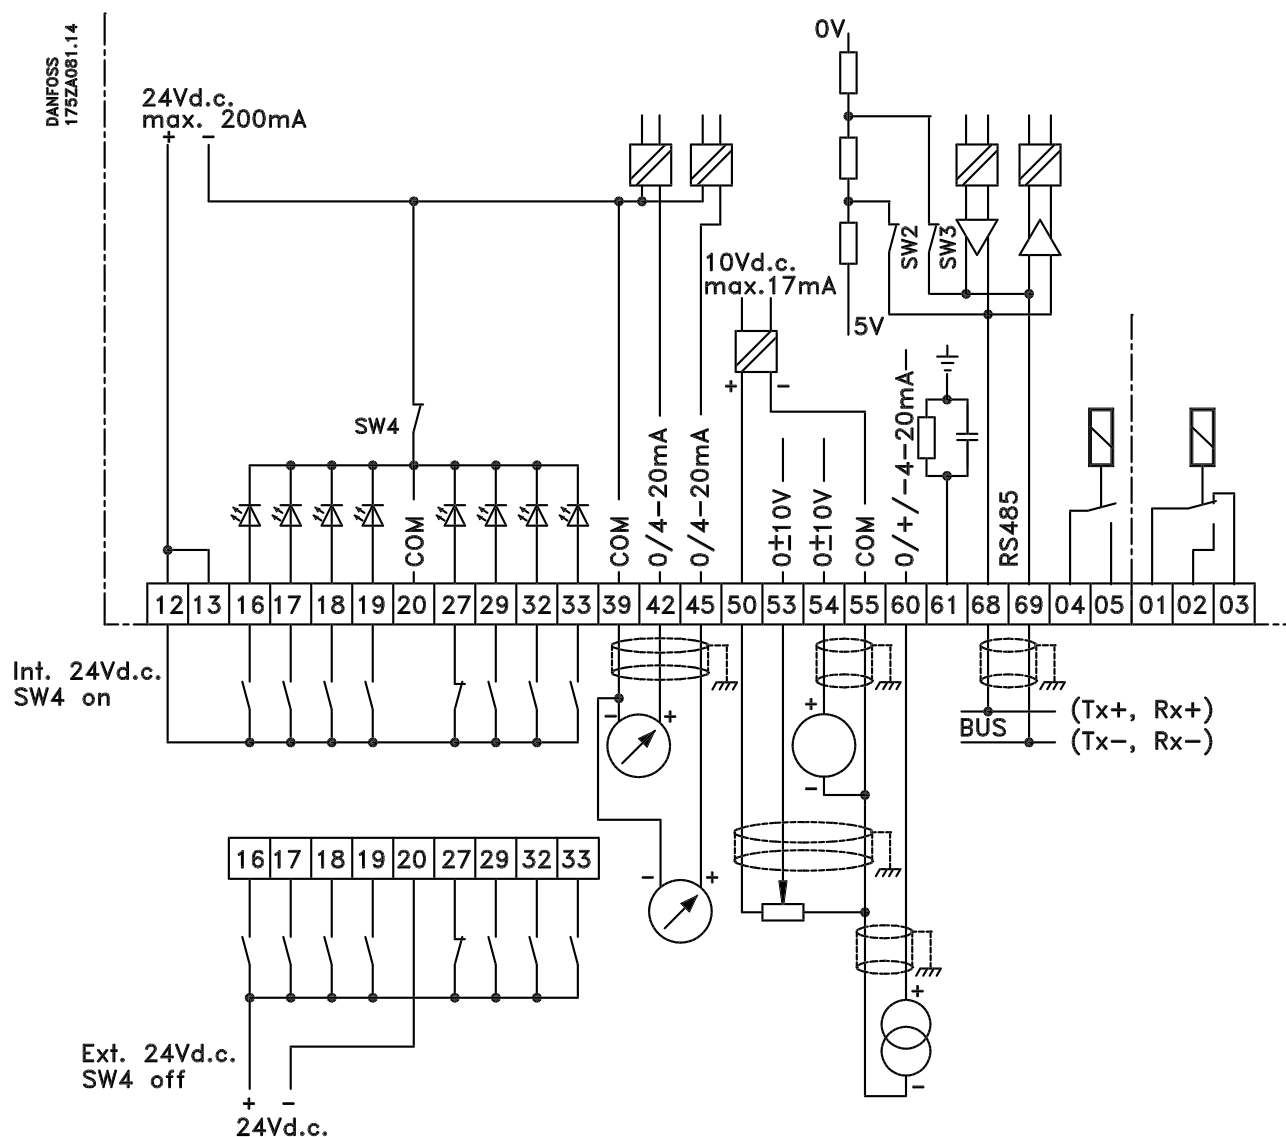 DANFOSS
175ZA081.14
24Vd.c.
max. 200mA
+ −
0V
SW2
SW3
10Vd.c.
max.17mA
5V
+ −
SW4
COM
COM
0/4−20mA
0/4−20mA
0±10V
0±10V
COM
0/+/−4−20mA
RS485
12 13 16 17 18 19 20 27 29 32 33 39 42 45 50 53 54 55 60 61 68 69 04 05 01 02 03
Int. 24Vd.c.
SW4 on
− +
+
−
BUS
(Tx+, Rx+)
(Tx−, Rx−)
16 17 18 19 20 27 29 32 33
− +
+
−
Ext. 24Vd.c.
SW4 off
+ −
24Vd.c.